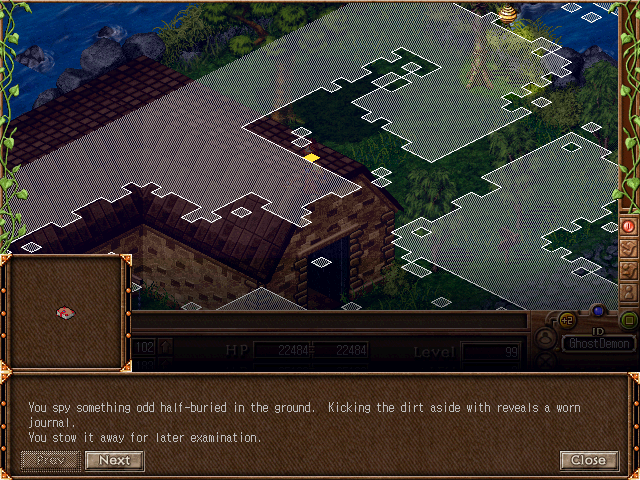 +2
ID
102
HP
22484
22484
Level
99
GhostDemon
You spy something odd half-buried in the ground.  Kicking the dirt aside with reveals a worn
journal.
You stow it away for later examination.
Prev
Next
Close